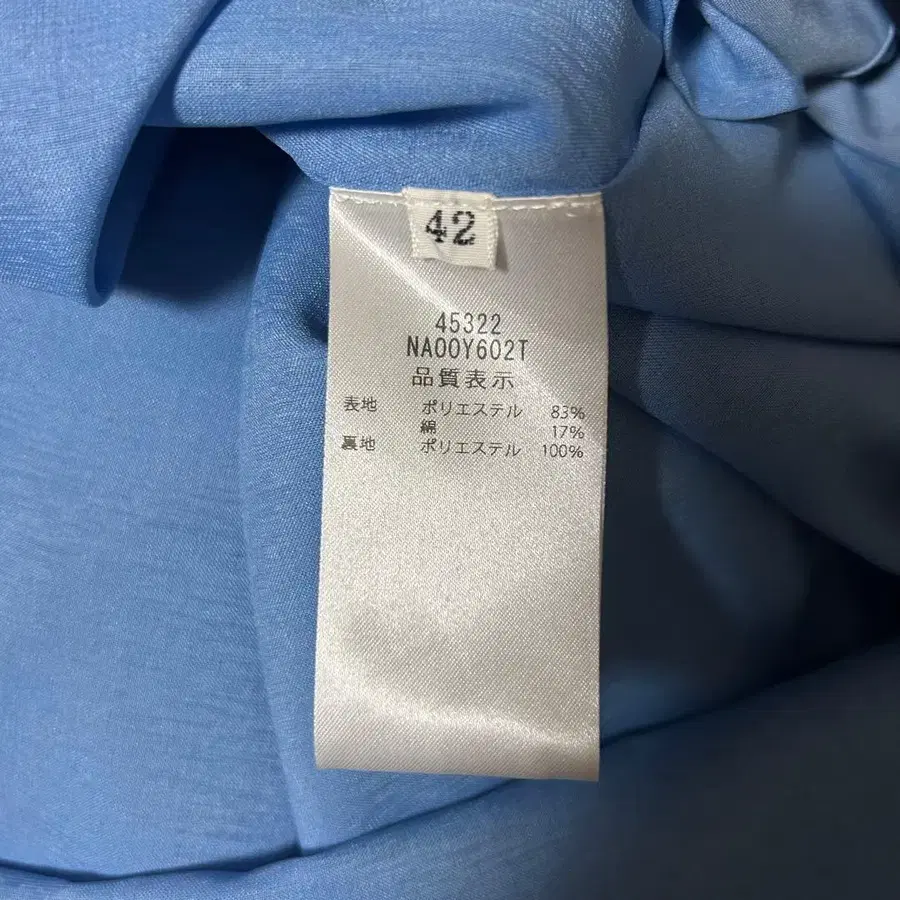 42
45322
NA00Y602T
品質表示
表地 ポリエステル 83%
綿 17%
裏地 ポリエステル 100%